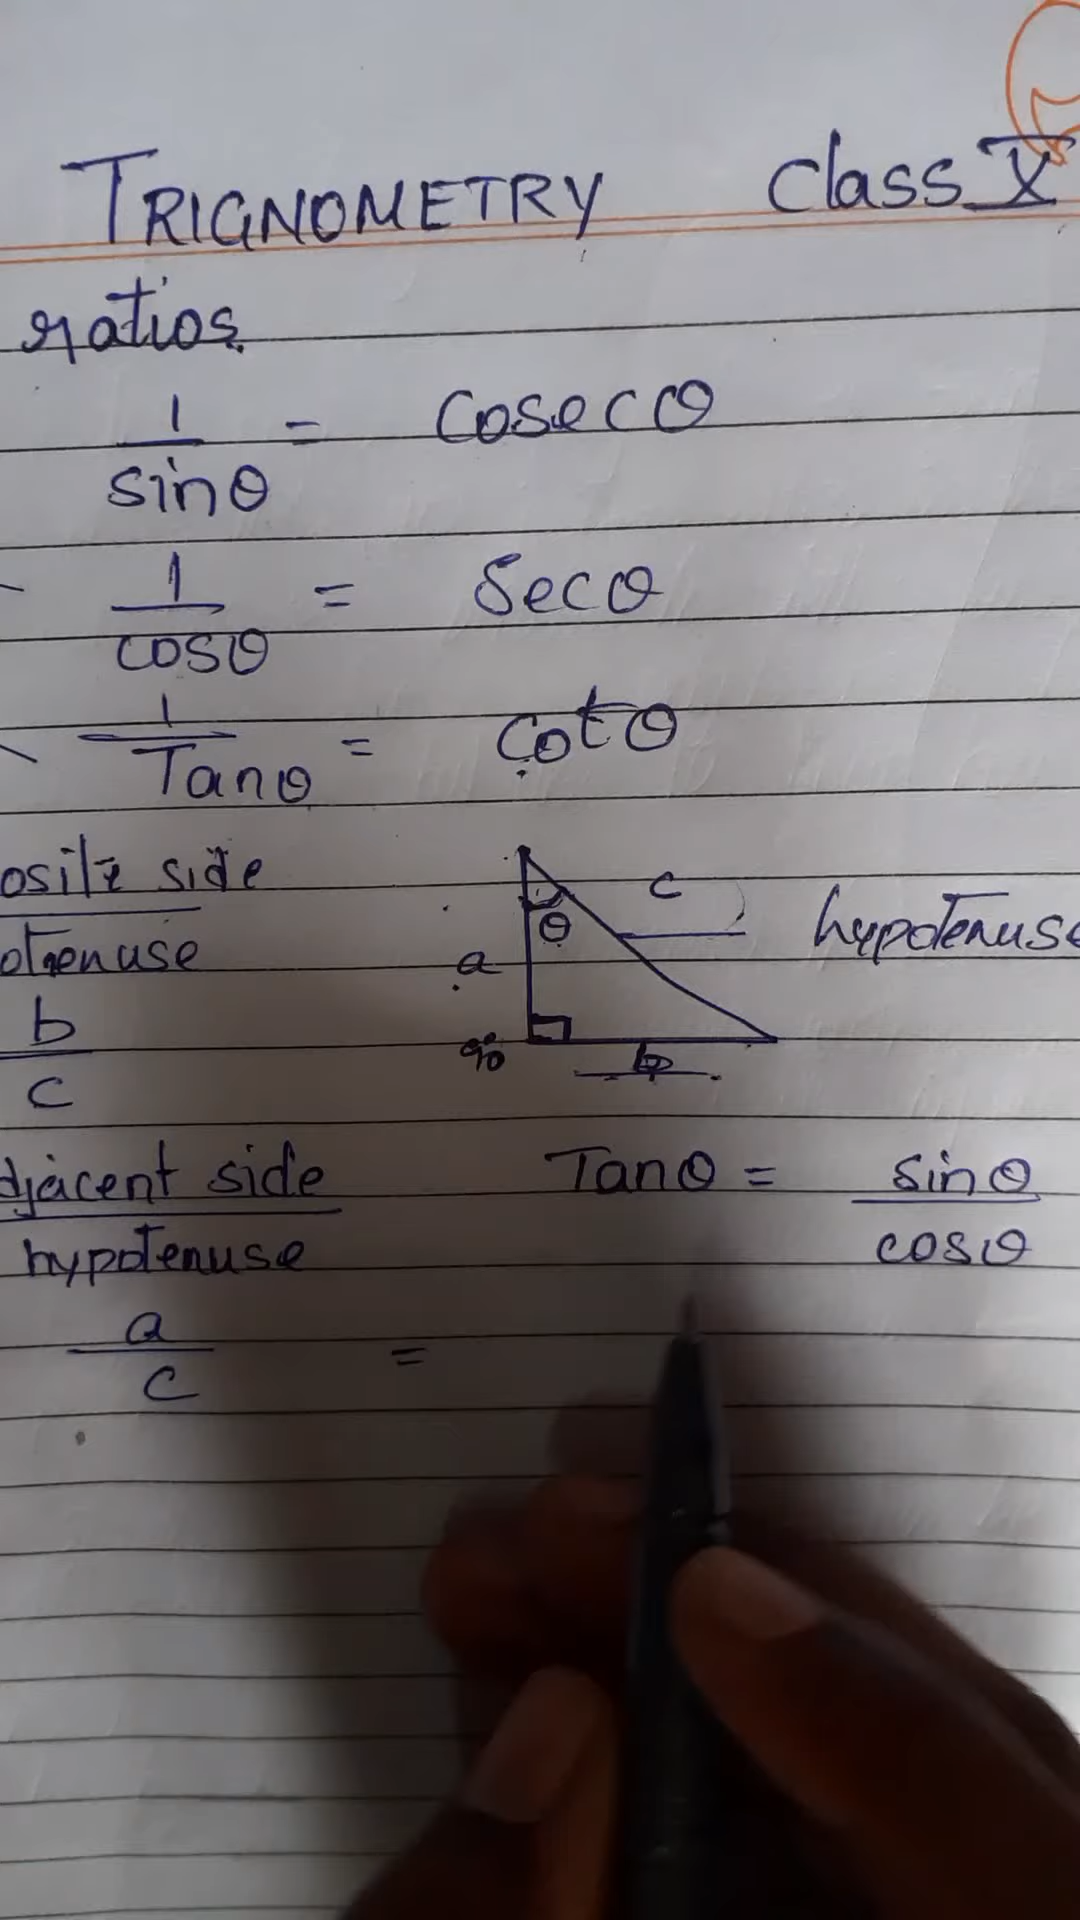 TRIGNOMETRY Class X
ratios.
1
sinθ
= cosecθ
1
cosθ
= Secθ
1
Tanθ
= cotθ
osite side
otenuse
b
c
θ
a
c
hypotenuse
90°
b
djacent side
hypotenuse
a
c
=
Tanθ = sinθ
cosθ